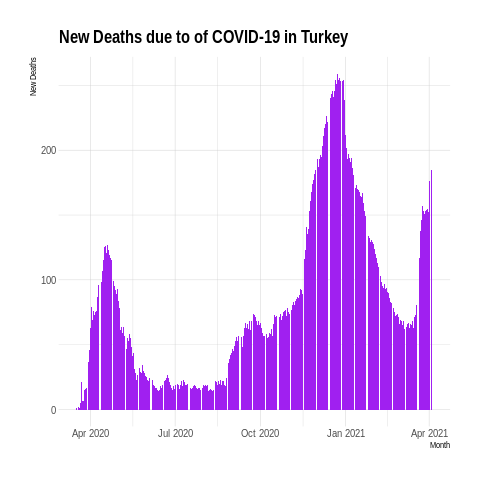 New Deaths due to of COVID-19 in Turkey
New Deaths
200
100
0
Apr 2020 Jul 2020 Oct 2020 Jan 2021 Apr 2021
Month